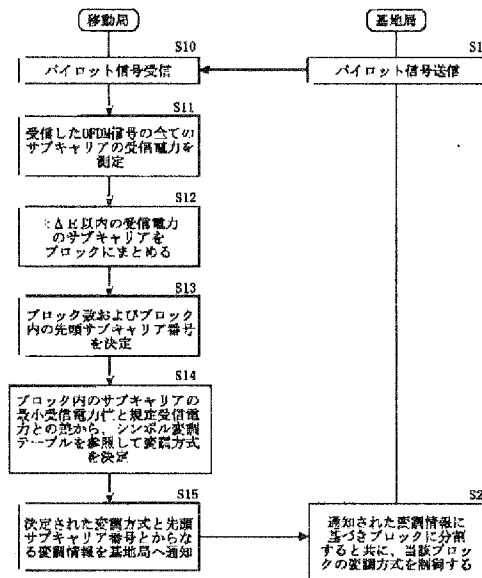 移動局
基地局
S10
S1
パイロット信号受信
パイロット信号送信
S11
受信したOFDM信号の全ての
サブキャリアの受信電力を
測定
S12
ΔE以内の受信電力
のサブキャリアを
ブロックにまとめる
S13
ブロック数およびブロック
内の先頭サブキャリア番号
を決定
S14
ブロック内のサブキャリアの
最小受信電力値と規定受信電
力との差から、シンボル変調
テーブルを参照して変調方式
を決定
S15
決定された変調方式と先頭
サブキャリア番号とからな
る変調情報を基地局へ通知
S2
通知された変調情報に
基づきブロックに分割
すると共に、当該ブロッ
クの変調方式を制御する